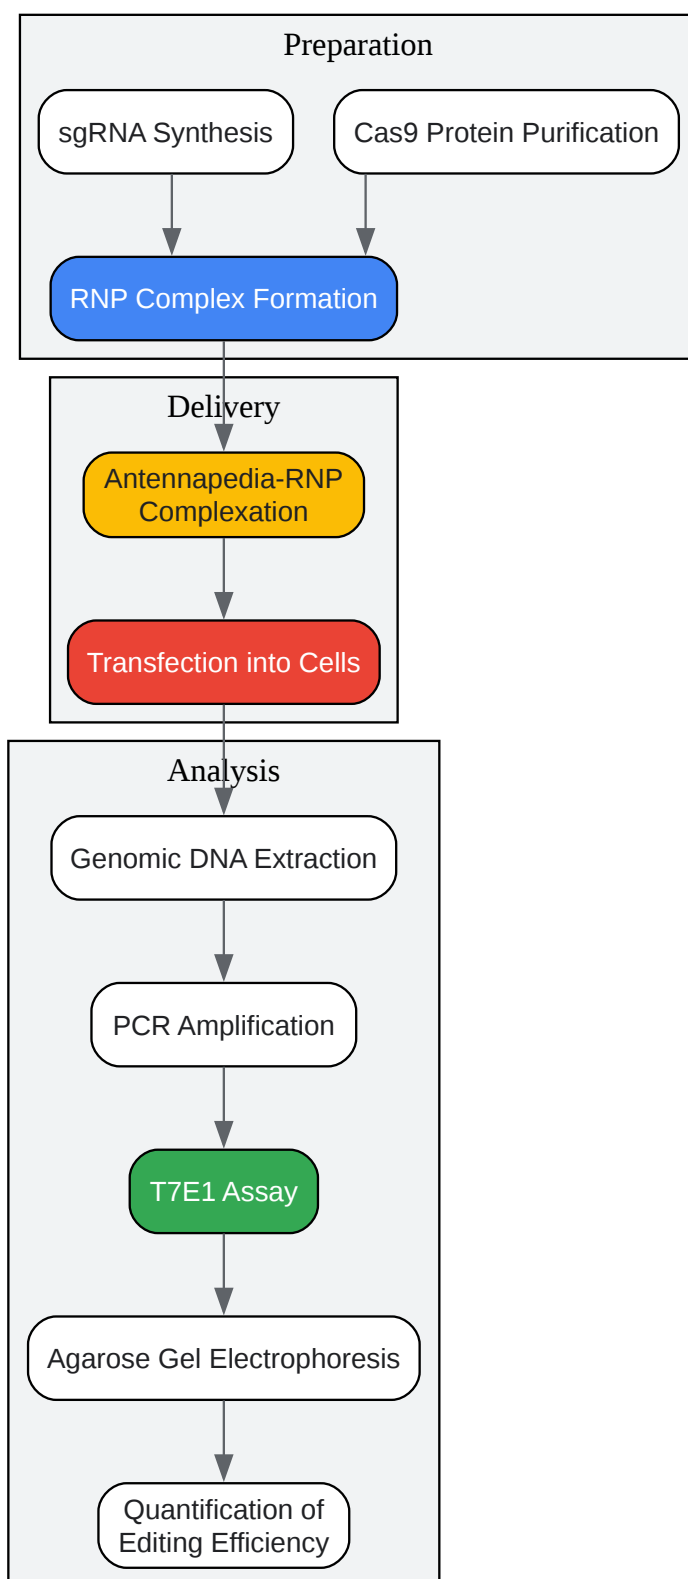 Preparation
sgRNA Synthesis
Cas9 Protein Purification
RNP Complex Formation
Delivery
Antennapedia-RNP
Complexation
Transfection into Cells
Analysis
Genomic DNA Extraction
PCR Amplification
T7E1 Assay
Agarose Gel Electrophoresis
Quantification of
Editing Efficiency